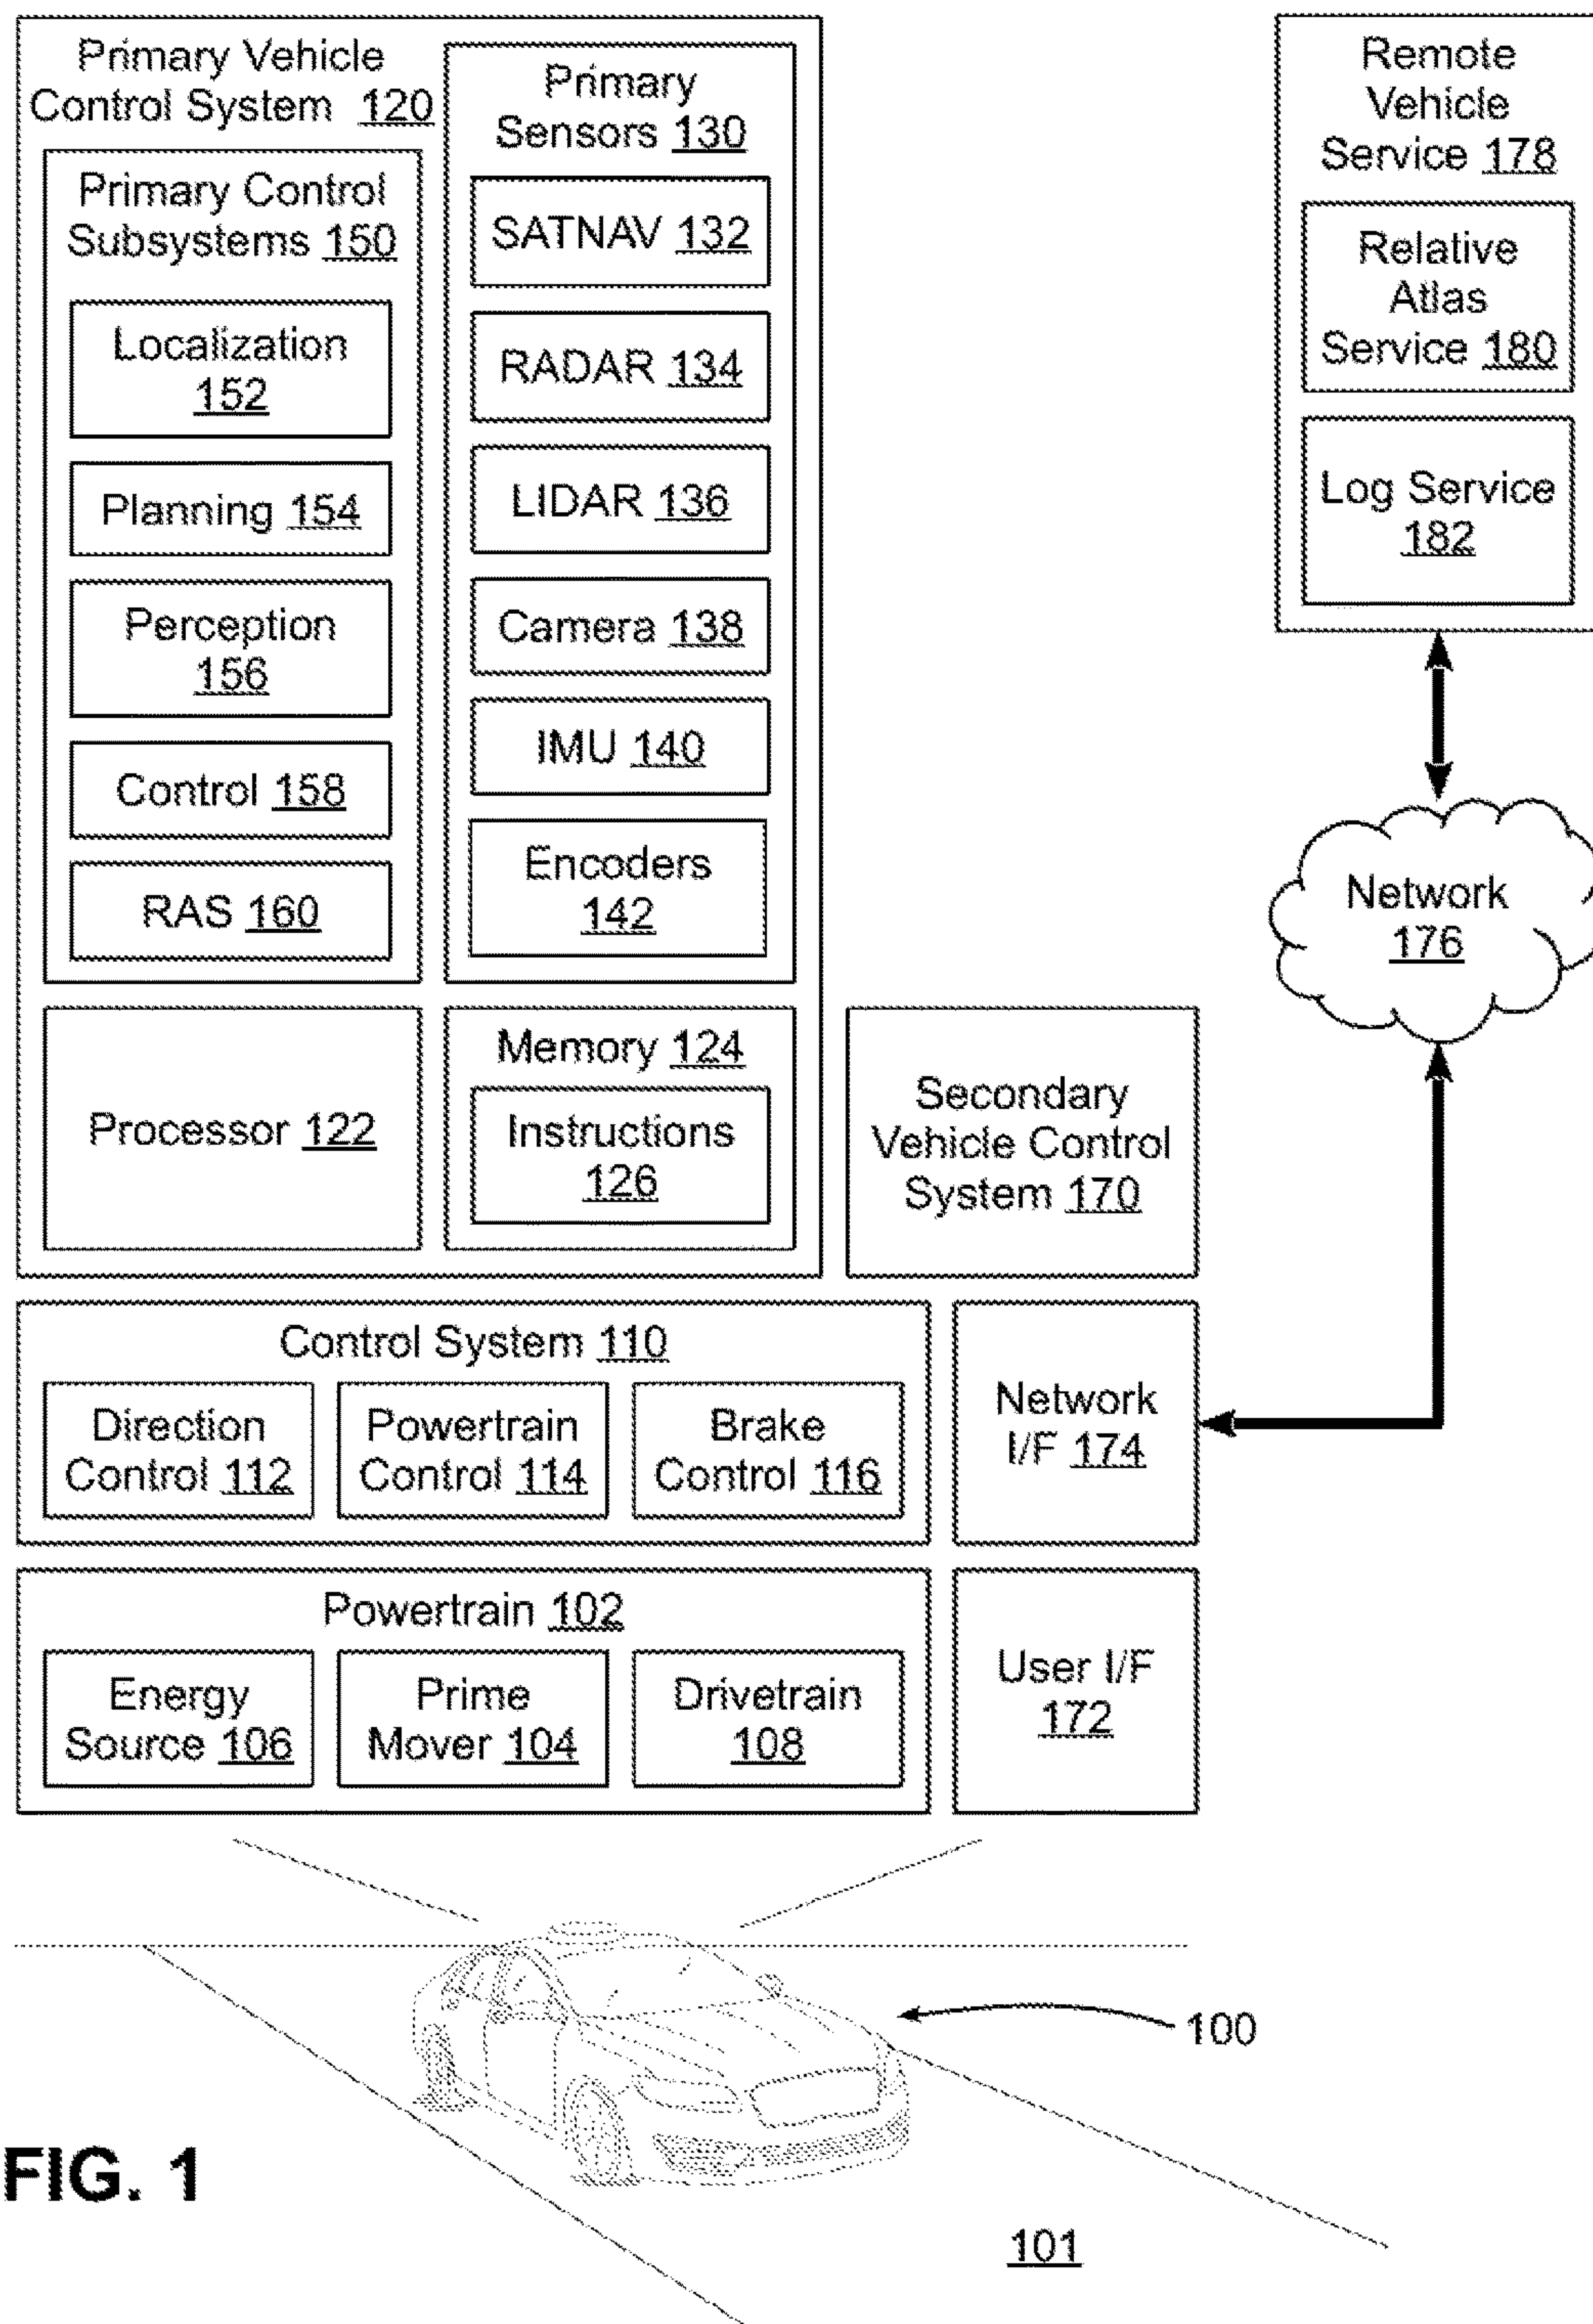 Primary Vehicle
Control System 120
Primary Control
Subsystems 150
Localization
152
Planning 154
Perception
156
Control 158
RAS 160
Primary
Sensors 130
SATNAV 132
RADAR 134
LIDAR 136
Camera 138
IMU 140
Encoders
142
Processor 122
Memory 124
Instructions
126
Secondary
Vehicle Control
System 170
Remote
Vehicle
Service 178
Relative
Atlas
Service 180
Log Service
182
Network
176
Control System 110
Direction
Control 112
Powertrain
Control 114
Brake
Control 116
Network
I/F 174
Powertrain 102
Energy
Source 106
Prime
Mover 104
Drivetrain
108
User I/F
172
100
FIG. 1
101